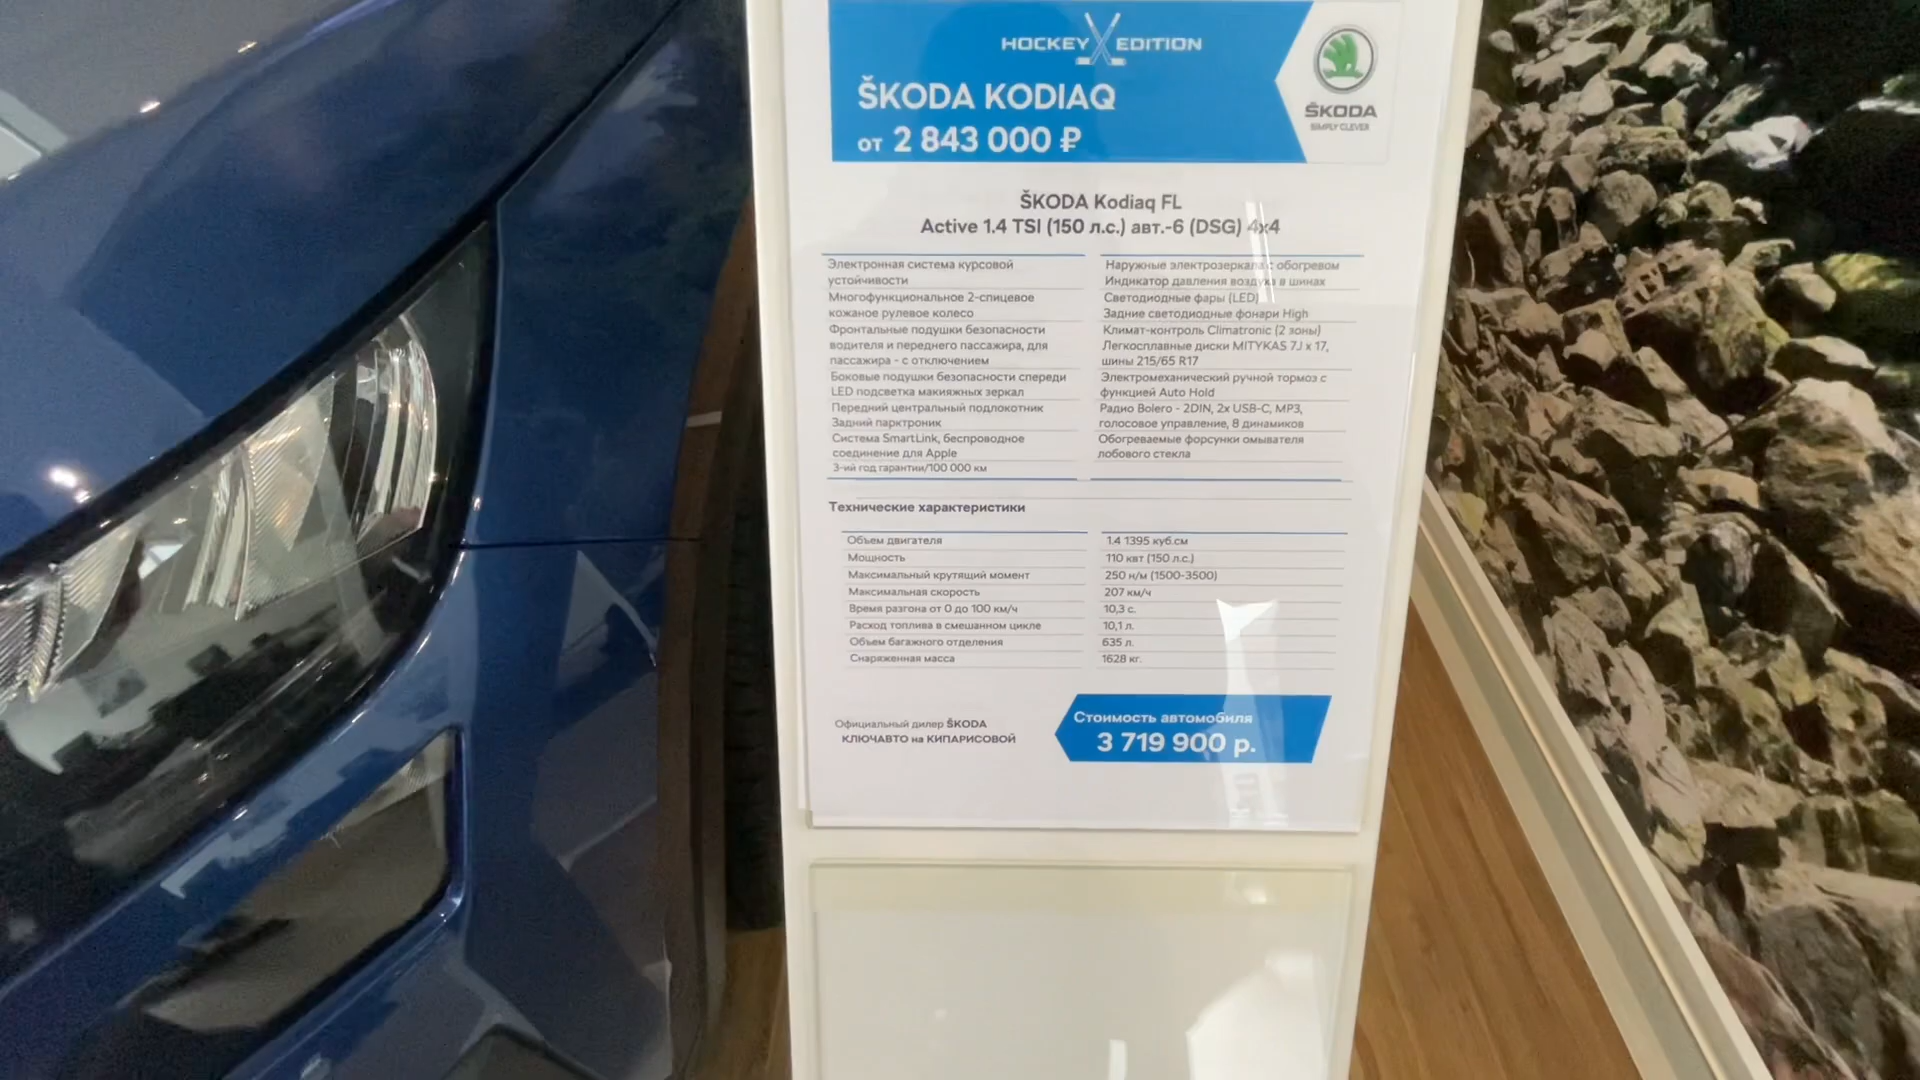 HOCKEY EDITION
ŠKODA KODIAQ
от 2 843 000 ₽
ŠKODA
SIMPLY CLEVER
ŠKODA Kodiaq FL
Active 1.4 TSI (150 л.с.) авт.-6 (DSG) 4x4
Электронная система курсовой
устойчивости
Многофункциональное 2-спицевое
кожаное рулевое колесо
Фронтальные подушки безопасности
водителя и переднего пассажира, для
пассажира - с отключением
Боковые подушки безопасности спереди
LED подсветка макияжных зеркал
Передний центральный подлокотник
Задний парктроник
Система SmartLink, беспроводное
соединение для Apple
3-ий год гарантии/100 000 км
Наружные электрозеркала с обогревом
Индикатор давления воздуха в шинах
Светодиодные фары (LED)
Задние светодиодные фонари High
Климат-контроль Climatronic (2 зоны)
Легкосплавные диски MITYKAS 7J x 17,
шины 215/65 R17
Электромеханический ручной тормоз с
функцией Auto Hold
Радио Bolero - 2DIN, 2x USB-C, MP3,
голосовое управление, 8 динамиков
Обогреваемые форсунки омывателя
лобового стекла
Технические характеристики
Объем двигателя 1.4 1395 куб.см
Мощность 110 квт (150 л.с.)
Максимальный крутящий момент 250 н/м (1500-3500)
Максимальная скорость 207 км/ч
Время разгона от 0 до 100 км/ч 10,3 с.
Расход топлива в смешанном цикле 10,1 л.
Объем багажного отделения 635 л.
Снаряженная масса 1628 кг.
Официальный дилер ŠKODA
КЛЮЧАВТО на КИПАРИСОВОЙ
Стоимость автомобиля
3 719 900 р.